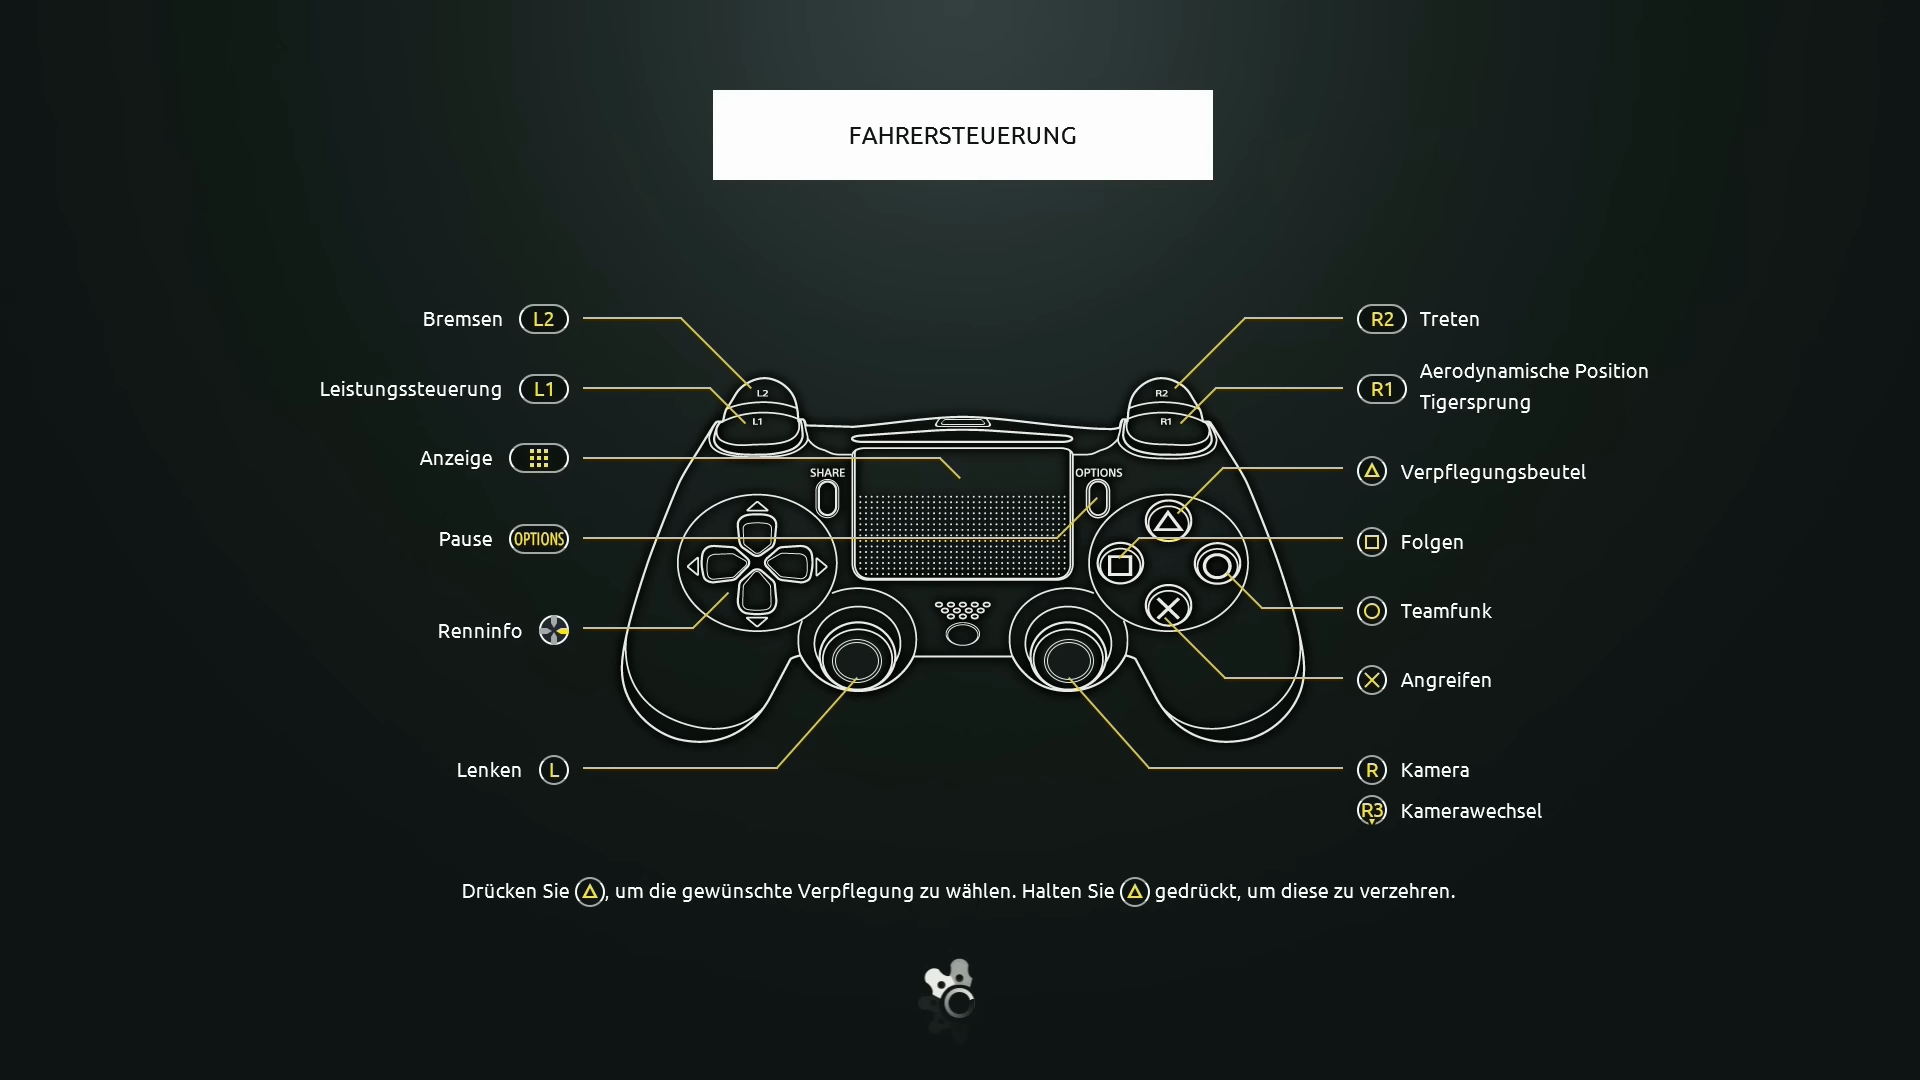 FAHRERSTEUERUNG
Bremsen L2
Leistungssteuerung L1
Anzeige
Pause OPTIONS
Renninfo
Lenken L
L2
L1
SHARE
OPTIONS
R2
R1
R2 Treten
R1 Aerodynamische Position
Tigersprung
Verpflegungsbeutel
Folgen
Teamfunk
Angreifen
R Kamera
R3 Kamerawechsel
Drücken Sie , um die gewünschte Verpflegung zu wählen. Halten Sie gedrückt, um diese zu verzehren.